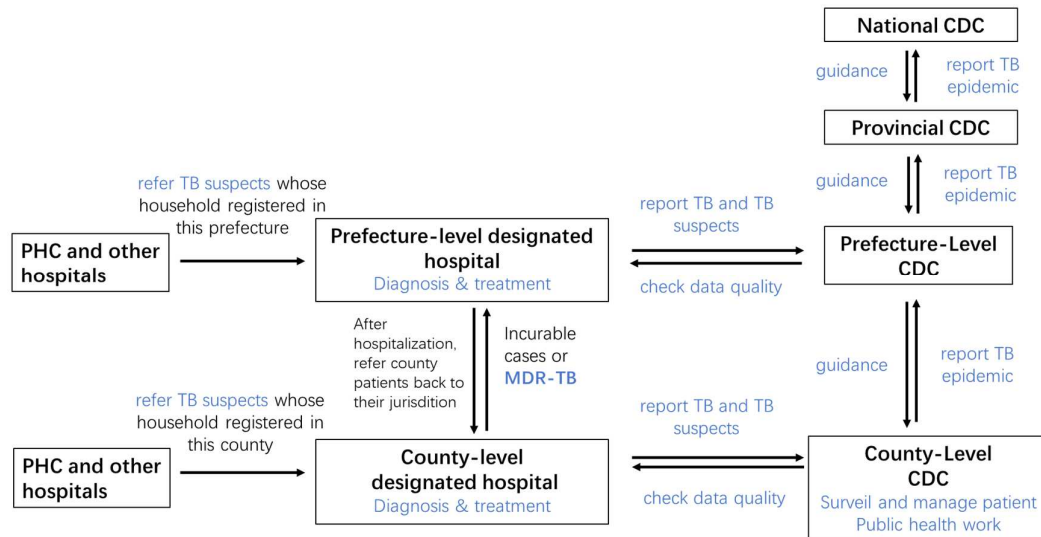 National CDC
guidance
report TB
epidemic
Provincial CDC
guidance
report TB
epidemic
refer TB suspects whose
household registered in
this prefecture
PHC and other
hospitals
Prefecture-level designated
hospital
Diagnosis & treatment
report TB and TB
suspects
check data quality
Prefecture-Level
CDC
After
hospitalization,
refer county
patients back to
their jurisdition
Incurable
cases or
MDR-TB
guidance
report TB
epidemic
refer TB suspects whose
household registered in
this county
PHC and other
hospitals
County-level
designated hospital
Diagnosis & treatment
report TB and TB
suspects
check data quality
County-Level
CDC
Surveil and manage patient
Public health work